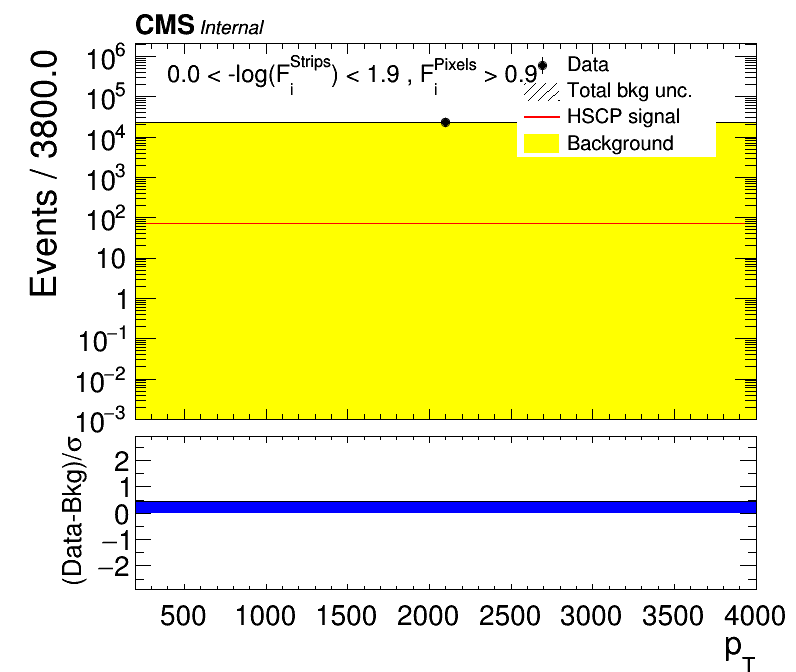 CMS Internal
0.0 < -log(F_i^Strips) < 1.9 , F_i^Pixels > 0.9
Data
Total bkg unc.
HSCP signal
Background
Events / 3800.0
10^6
10^5
10^4
10^3
10^2
10
1
10^−1
10^−2
10^−3
(Data-Bkg)/σ
2
1
0
−1
−2
500 1000 1500 2000 2500 3000 3500 4000
p_T